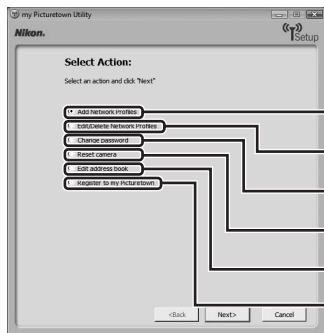 my Picturetown Utility
Nikon.
Setup
Select Action:
Select an action and click "Next"
Add Network Profiles
Edit/Delete Network Profiles
Change password
Reset camera
Edit address book
Register to my Picturetown
<Back
Next>
Cancel